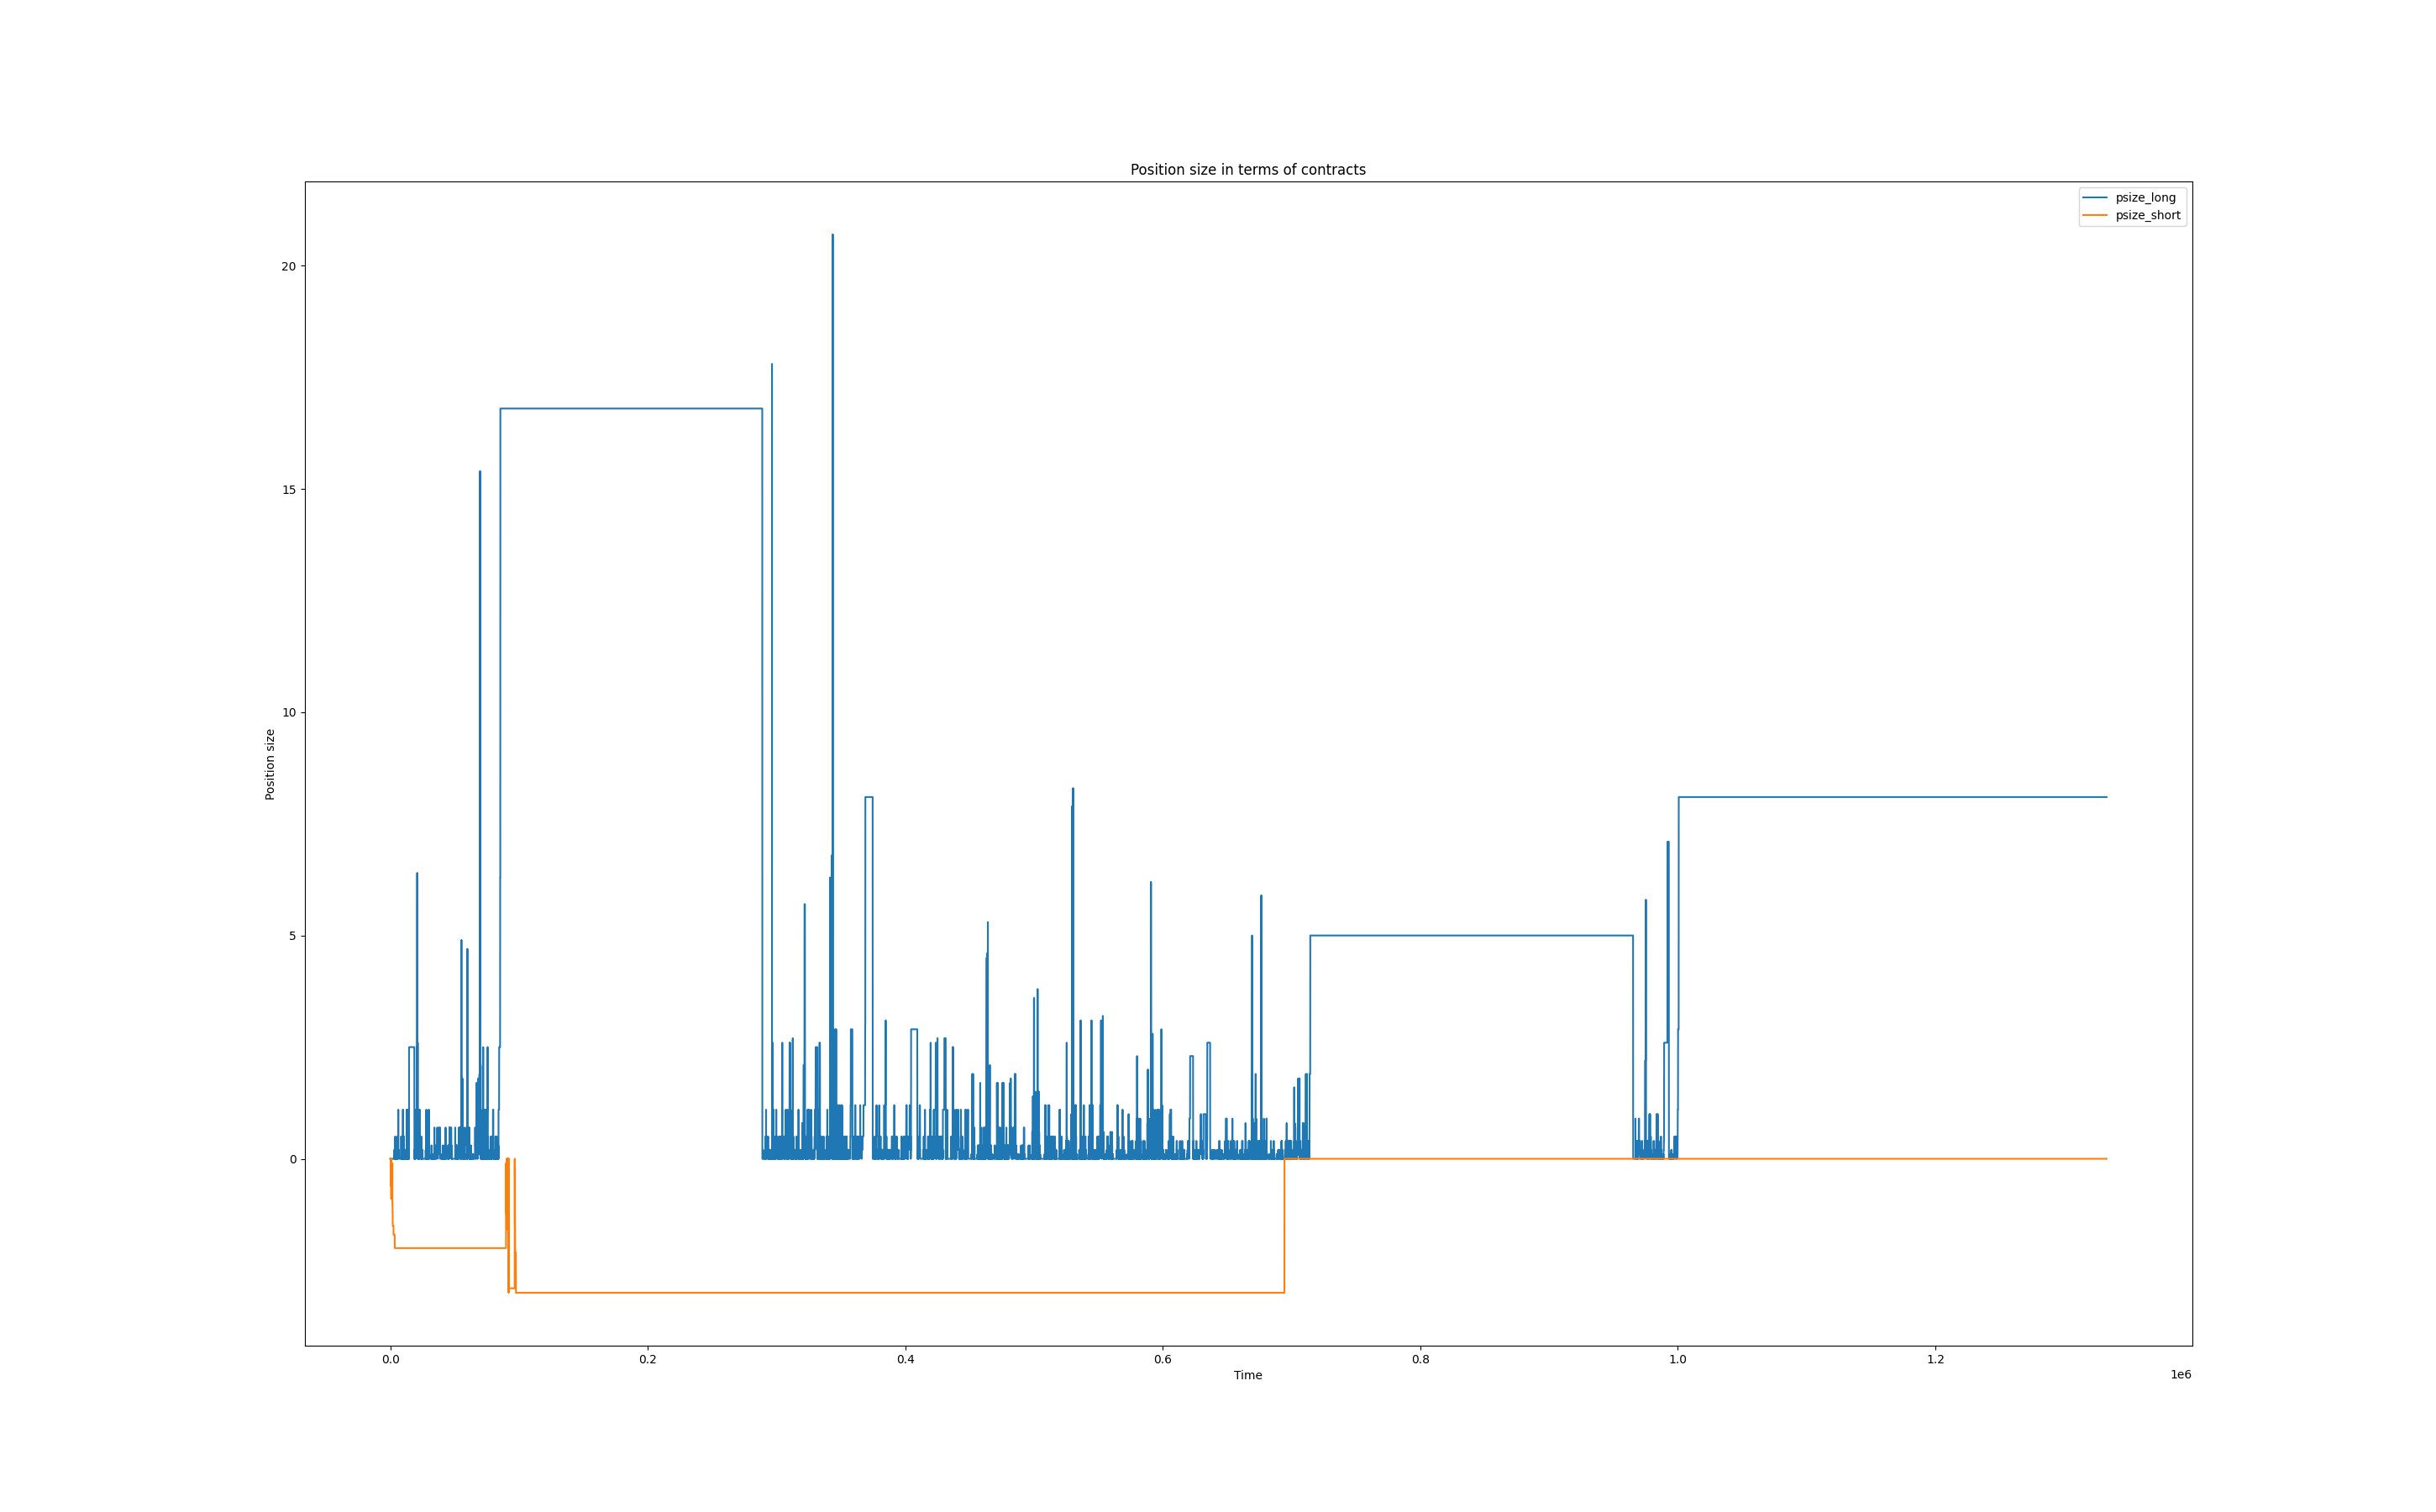 Position size in terms of contracts
psize_long
psize_short
Position size
20
15
10
5
0
0.0 0.2 0.4 0.6 0.8 1.0 1.2
Time
1e6